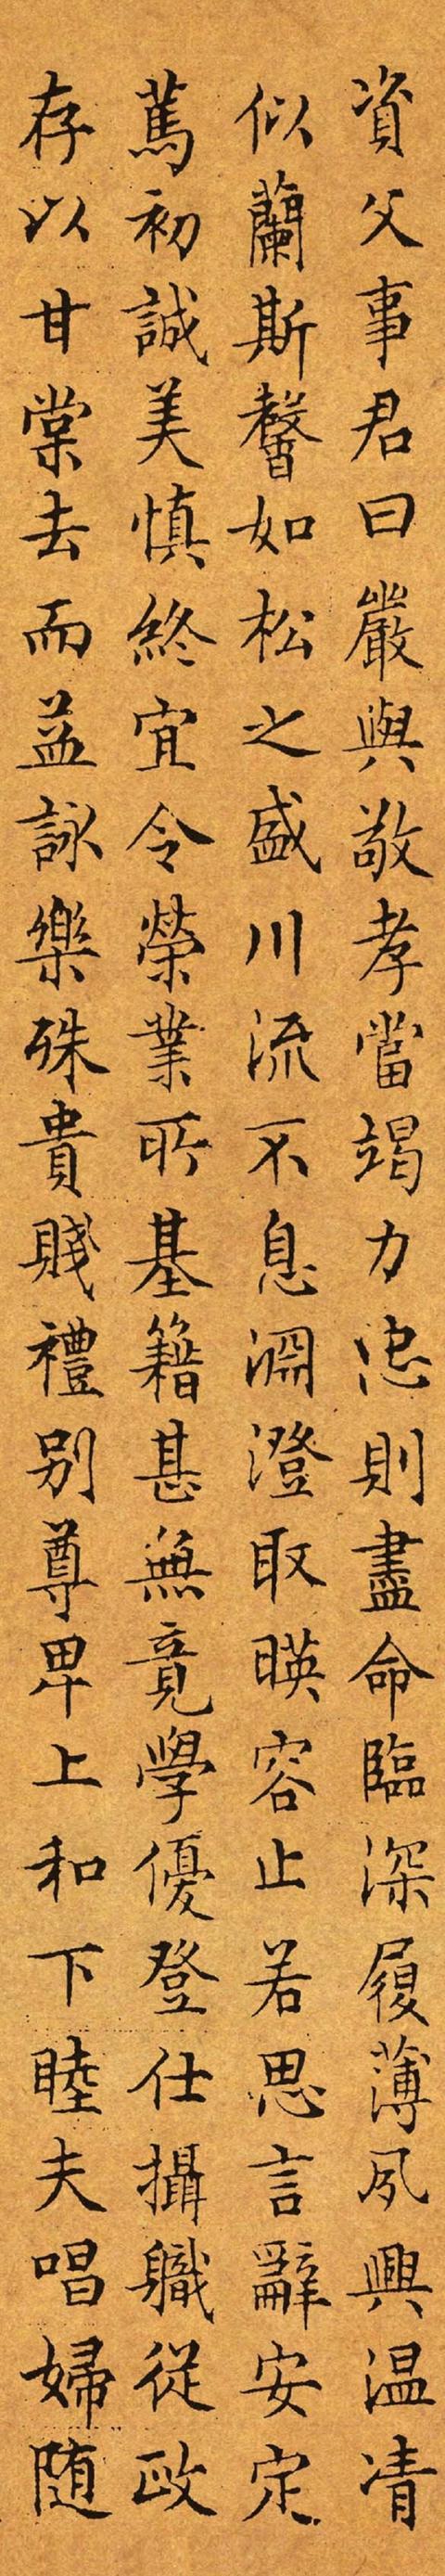 資父事君曰嚴與敬孝當竭力忠則盡命臨深履薄夙興温凊
似蘭斯馨如松之盛川流不息淵澄取暎容止若思言辭安定
篤初誠美慎終宜令榮業所基籍甚無竟學優登仕攝職從政
存以甘棠去而益詠樂殊貴賤禮别尊卑上和下睦夫唱婦随